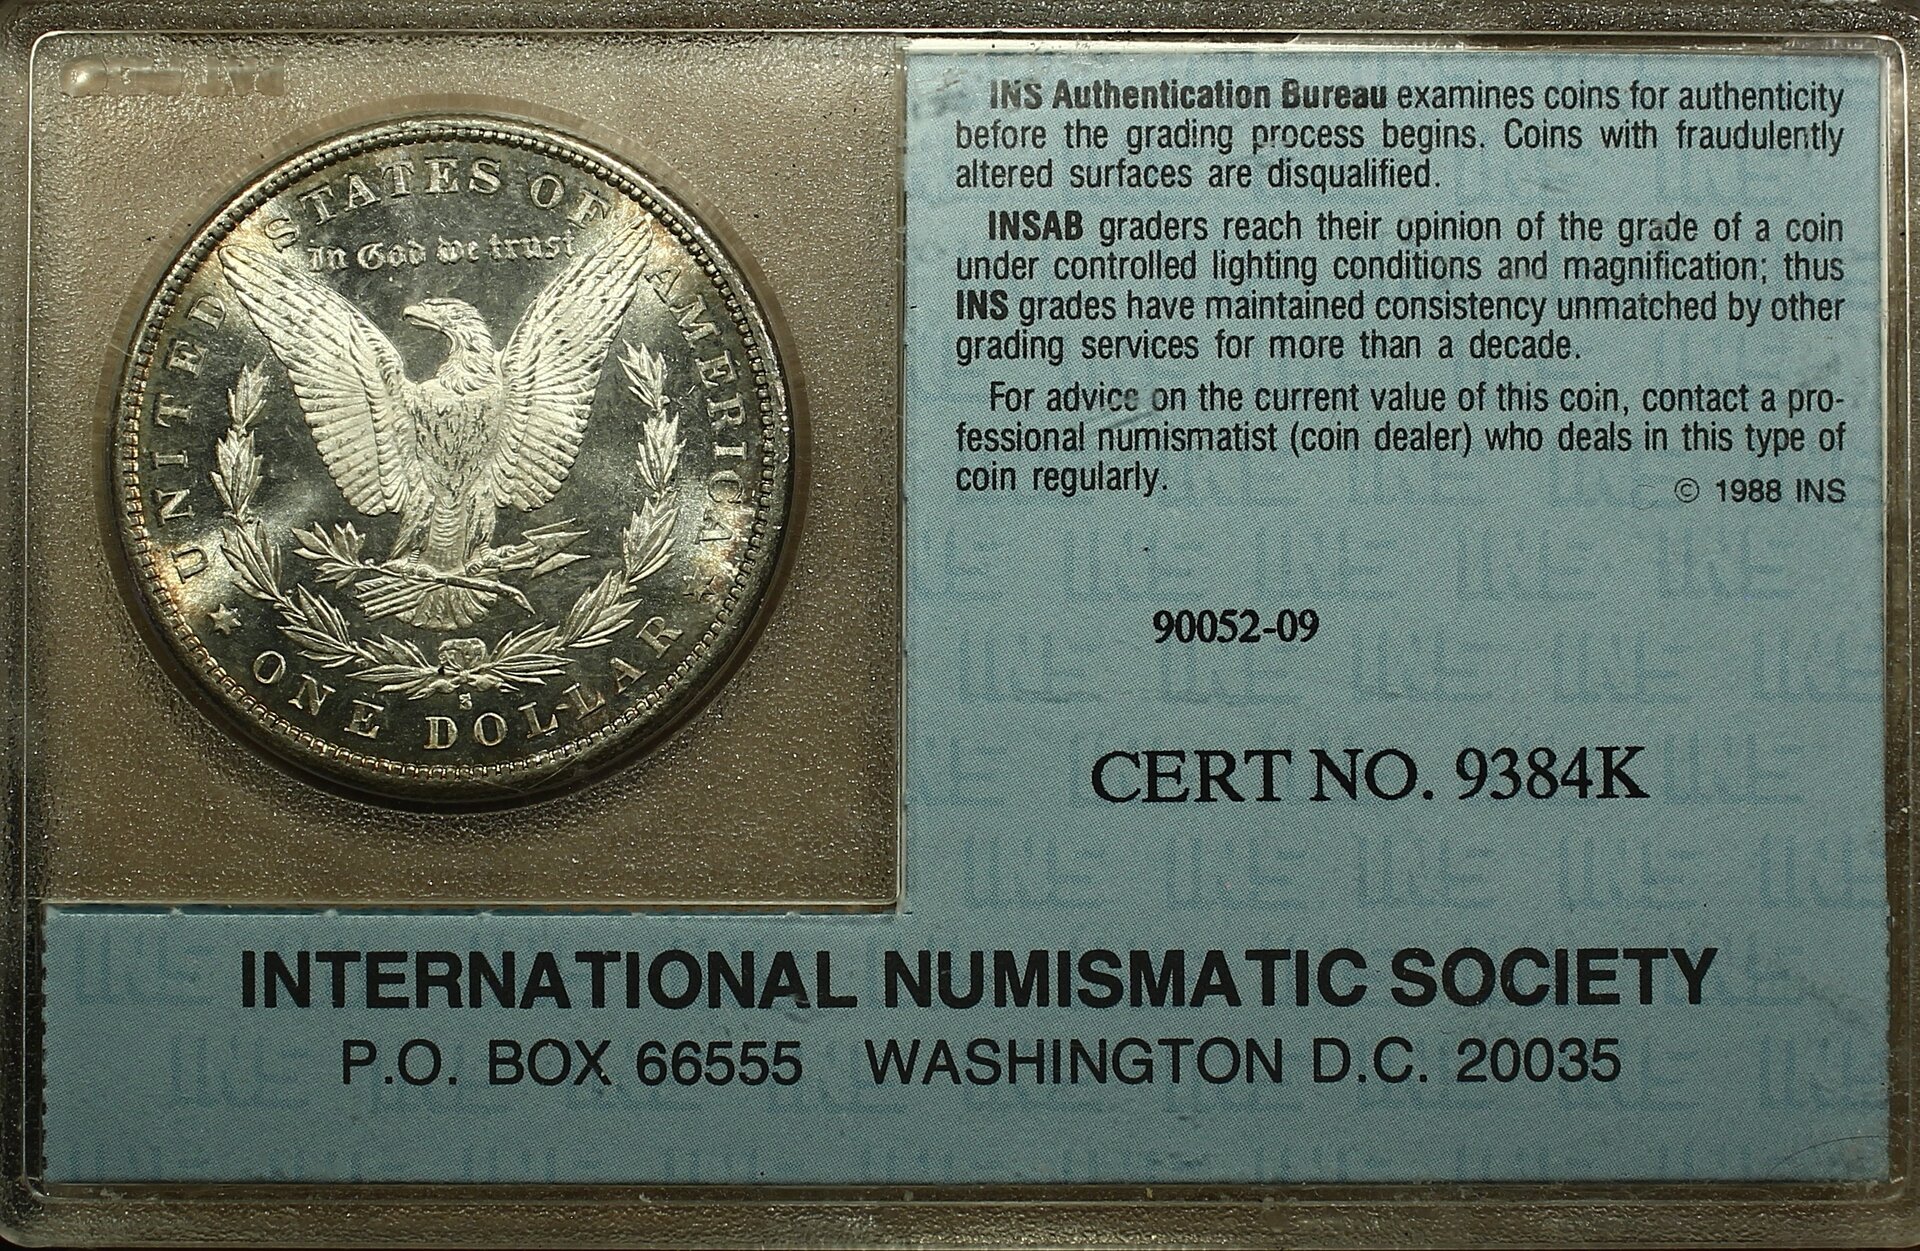 UNITED STATES OF AMERICA
In God we trust
S
ONE DOLLAR
INS Authentication Bureau examines coins for authenticity
before the grading process begins. Coins with fraudulently
altered surfaces are disqualified.
INSAB graders reach their opinion of the grade of a coin
under controlled lighting conditions and magnification; thus
INS grades have maintained consistency unmatched by other
grading services for more than a decade.
For advice on the current value of this coin, contact a pro-
fessional numismatist (coin dealer) who deals in this type of
coin regularly.
© 1988 INS
90052-09
CERT NO. 9384K
INTERNATIONAL NUMISMATIC SOCIETY
P.O. BOX 66555 WASHINGTON D.C. 20035